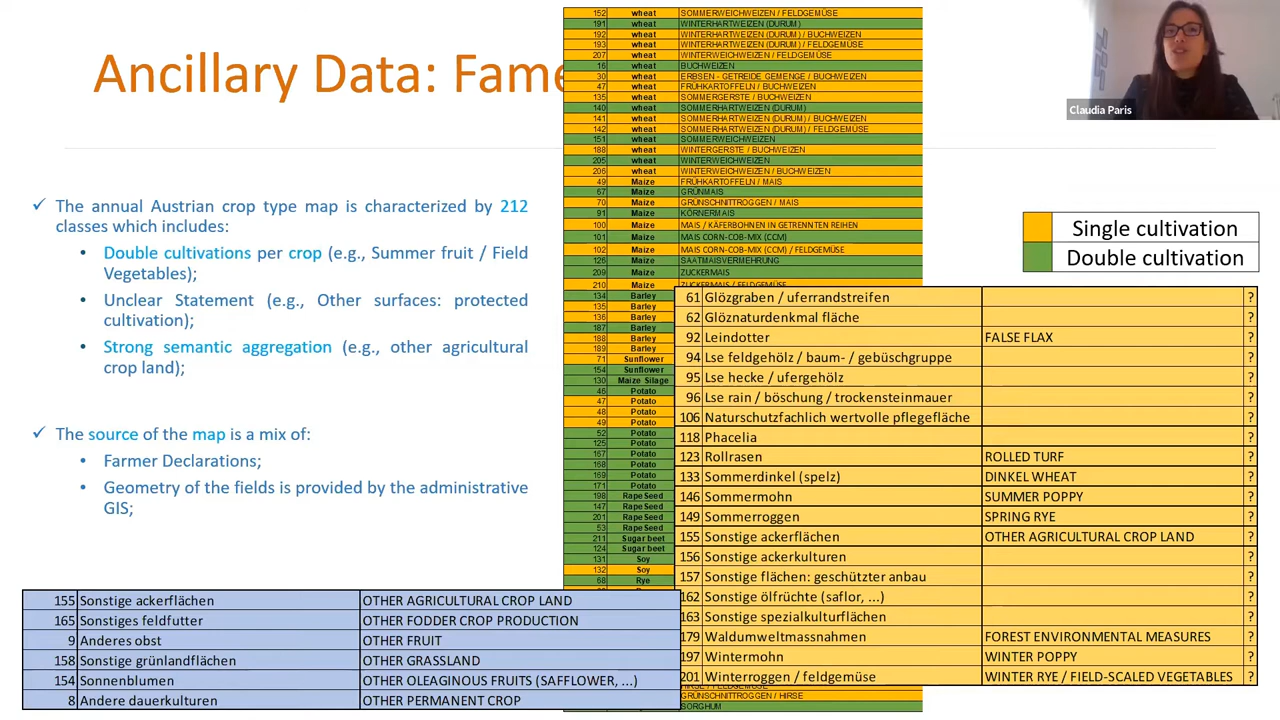 Ancillary Data: Fame
✓ The annual Austrian crop type map is characterized by 212
classes which includes:
• Double cultivations per crop (e.g., Summer fruit / Field
Vegetables);
• Unclear Statement (e.g., Other surfaces: protected
cultivation);
• Strong semantic aggregation (e.g., other agricultural
crop land);
✓ The source of the map is a mix of:
• Farmer Declarations;
• Geometry of the fields is provided by the administrative
GIS;
152 wheat SOMMERWEICHWEIZEN / FELDGEMÜSE
191 wheat WINTERHARTWEIZEN (DURUM)
192 wheat WINTERHARTWEIZEN (DURUM) / BUCHWEIZEN
193 wheat WINTERHARTWEIZEN (DURUM) / FELDGEMÜSE
207 wheat WINTERWEICHWEIZEN / FELDGEMÜSE
16 wheat BUCHWEIZEN
30 wheat ERBSEN - GETREIDE GEMENGE / BUCHWEIZEN
47 wheat FRÜHKARTOFFELN / BUCHWEIZEN
135 wheat SOMMERGERSTE / BUCHWEIZEN
140 wheat SOMMERHARTWEIZEN (DURUM)
141 wheat SOMMERHARTWEIZEN (DURUM) / BUCHWEIZEN
142 wheat SOMMERHARTWEIZEN (DURUM) / FELDGEMÜSE
151 wheat SOMMERWEICHWEIZEN
188 wheat WINTERGERSTE / BUCHWEIZEN
205 wheat WINTERWEICHWEIZEN
206 wheat WINTERWEICHWEIZEN / BUCHWEIZEN
49 Maize FRÜHKARTOFFELN / MAIS
67 Maize GRÜNMAIS
70 Maize GRÜNSCHNITTROGGEN / MAIS
91 Maize KÖRNERMAIS
100 Maize MAIS / KÄFERBOHNEN IN GETRENNTEN REIHEN
101 Maize MAIS CORN-COB-MIX (CCM)
102 Maize MAIS CORN-COB-MIX (CCM) / FELDGEMÜSE
126 Maize SAATMAISVERMEHRUNG
209 Maize ZUCKERMAIS
210 Maize ZUCKERMAIS / FELDGEMÜSE
134 Barley
135 Barley
136 Barley
187 Barley
188 Barley
189 Barley
71 Sunflower
154 Sunflower
130 Maize Silage
46 Potato
47 Potato
48 Potato
49 Potato
52 Potato
125 Potato
167 Potato
168 Potato
169 Potato
171 Potato
198 RapeSeed
147 RapeSeed
201 RapeSeed
53 RapeSeed
211 Sugar beet
124 Sugar beet
131 Soy
132 Soy
68 Rye
GRÜNSCHNITTROGGEN / HIRSE
SORGHUM
Claudia Paris
Single cultivation
Double cultivation
61 Glözgraben / uferrandstreifen ?
62 Glöznaturdenkmal fläche ?
92 Leindotter FALSE FLAX ?
94 Lse feldgehölz / baum- / gebüschgruppe ?
95 Lse hecke / ufergehölz ?
96 Lse rain / böschung / trockensteinmauer ?
106 Naturschutzfachlich wertvolle pflegefläche ?
118 Phacelia ?
123 Rollrasen ROLLED TURF ?
133 Sommerdinkel (spelz) DINKEL WHEAT ?
146 Sommermohn SUMMER POPPY ?
149 Sommerroggen SPRING RYE ?
155 Sonstige ackerflächen OTHER AGRICULTURAL CROP LAND ?
156 Sonstige ackerkulturen ?
157 Sonstige flächen: geschützter anbau ?
162 Sonstige ölfrüchte (saflor, ...) ?
163 Sonstige spezialkulturflächen ?
179 Waldumweltmassnahmen FOREST ENVIRONMENTAL MEASURES ?
197 Wintermohn WINTER POPPY ?
201 Winterroggen / feldgemüse WINTER RYE / FIELD-SCALED VEGETABLES ?
155 Sonstige ackerflächen OTHER AGRICULTURAL CROP LAND
165 Sonstiges feldfutter OTHER FODDER CROP PRODUCTION
9 Anderes obst OTHER FRUIT
158 Sonstige grünlandflächen OTHER GRASSLAND
154 Sonnenblumen OTHER OLEAGINOUS FRUITS (SAFFLOWER, ...)
8 Andere dauerkulturen OTHER PERMANENT CROP